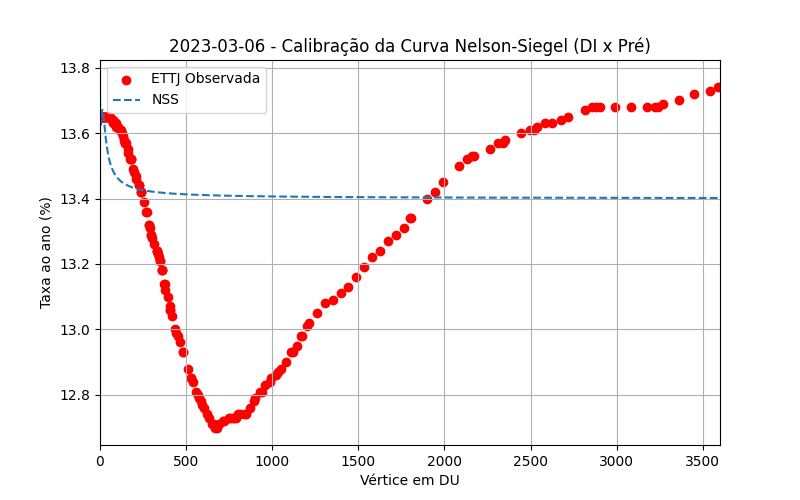 2023-03-06 - Calibração da Curva Nelson-Siegel (DI x Pré)
ETTJ Observada
NSS
Taxa ao ano (%)
13.8
13.6
13.4
13.2
13.0
12.8
0 500 1000 1500 2000 2500 3000 3500
Vértice em DU